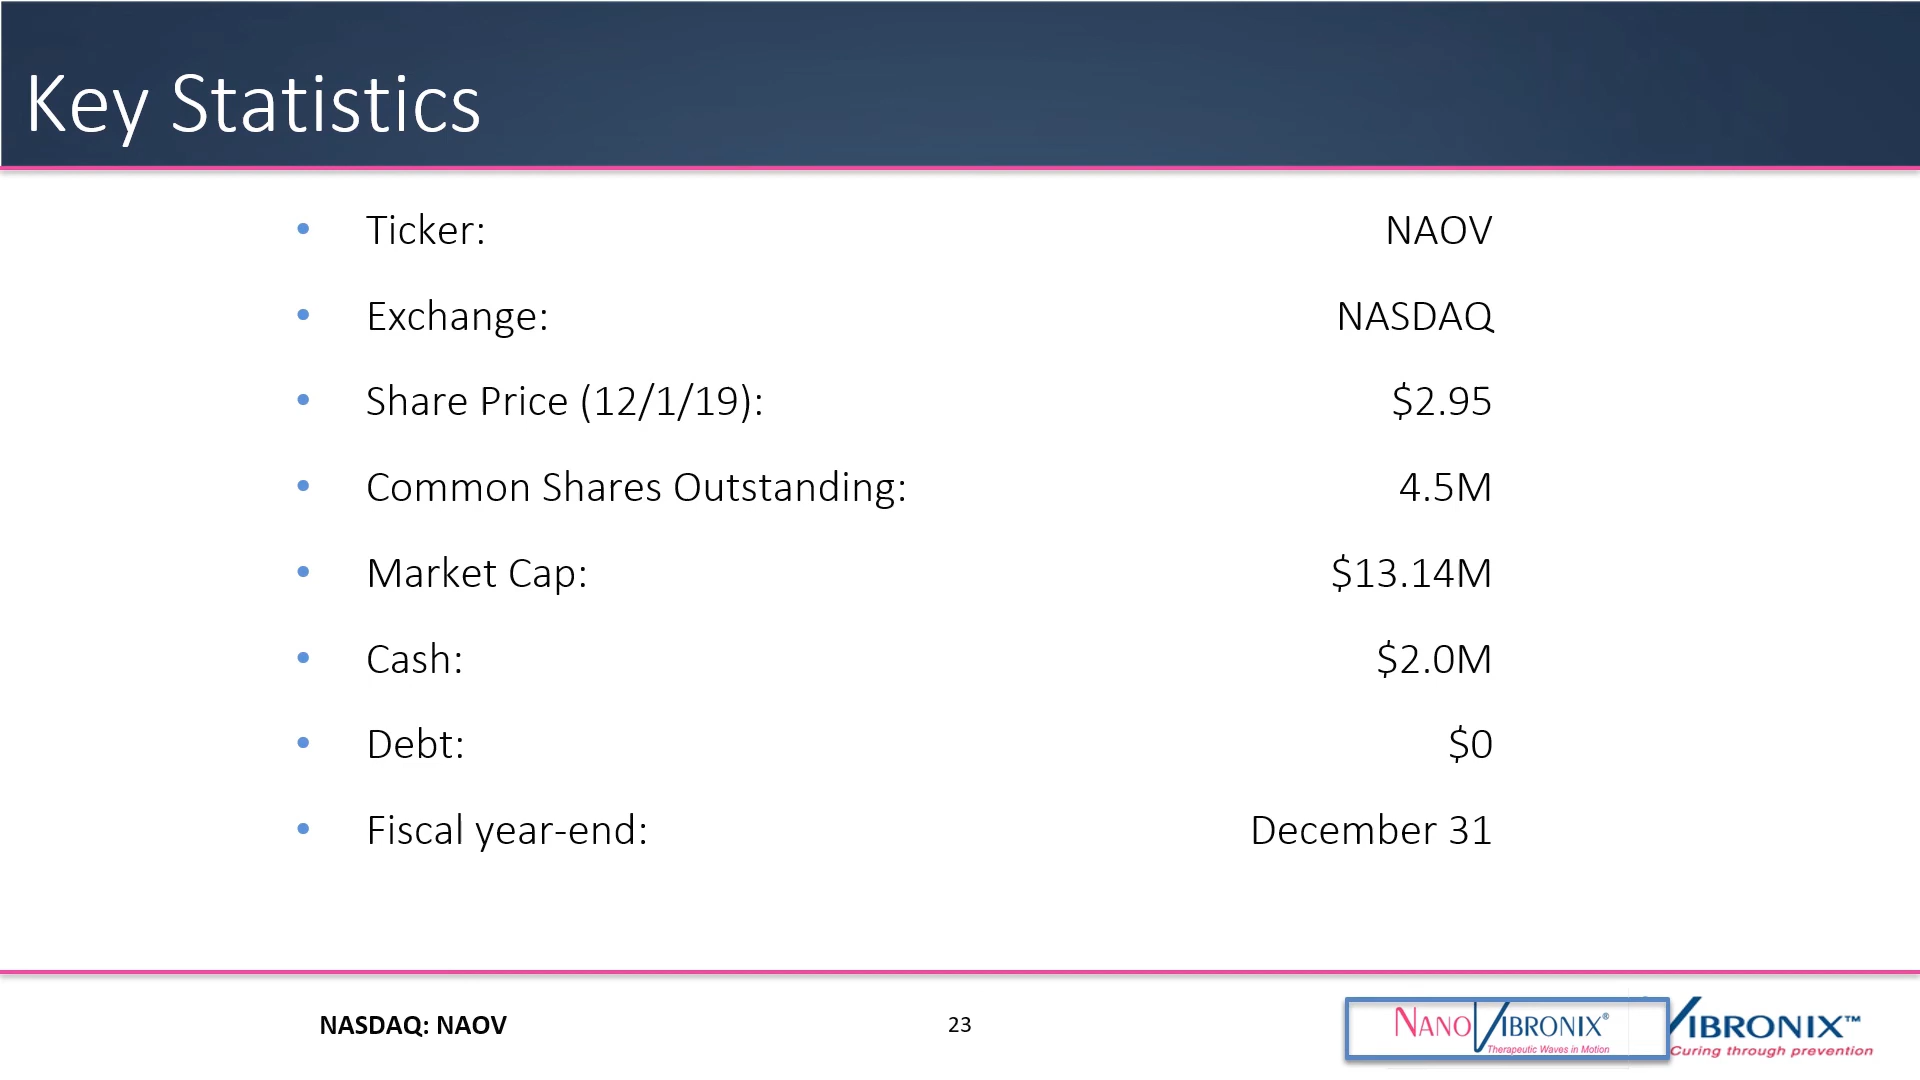 Key Statistics
• Ticker: NAOV
• Exchange: NASDAQ
• Share Price (12/1/19): $2.95
• Common Shares Outstanding: 4.5M
• Market Cap: $13.14M
• Cash: $2.0M
• Debt: $0
• Fiscal year-end: December 31
NASDAQ: NAOV
23
NANOVIBRONIX®
Therapeutic Waves in Motion
VIBRONIX™
Curing through prevention